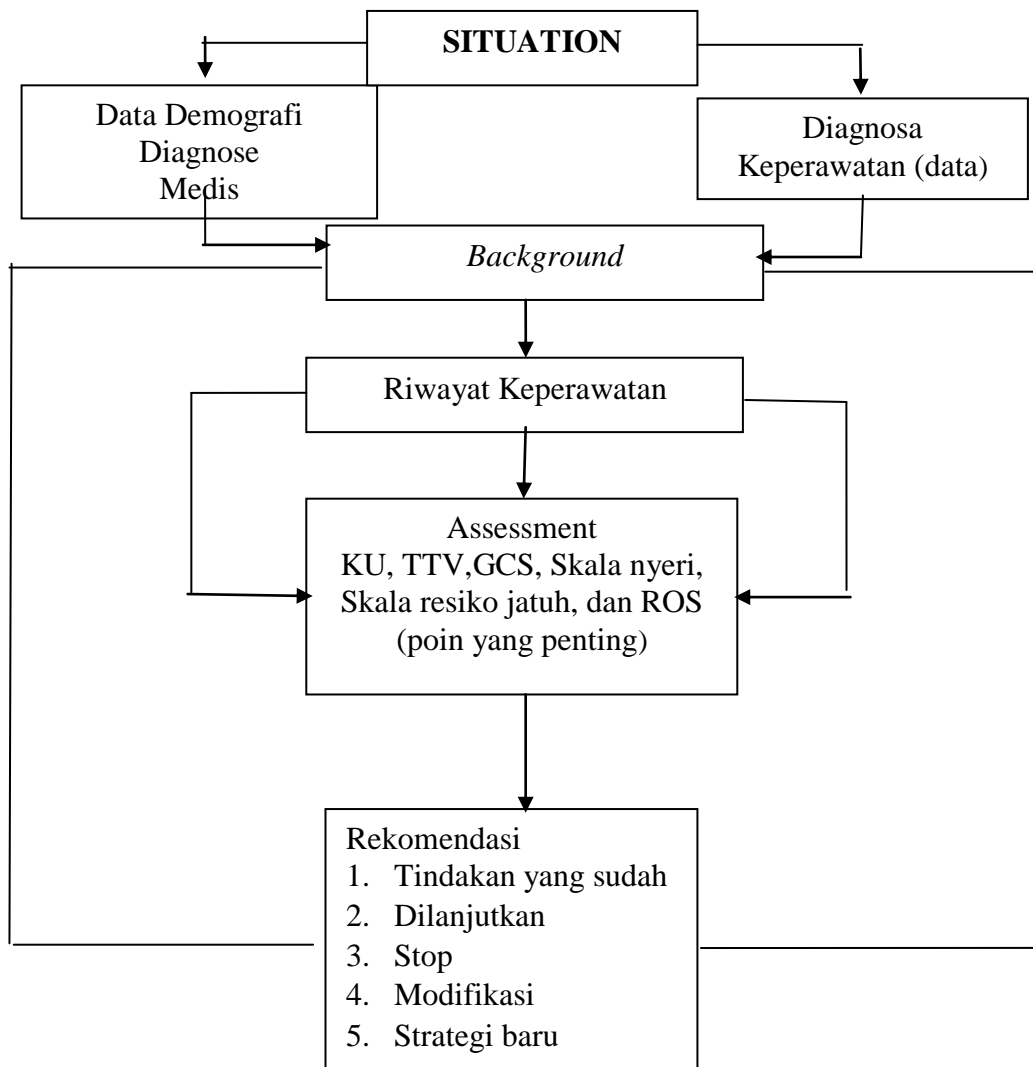 SITUATION
Data Demografi
Diagnose
Medis
Diagnosa
Keperawatan (data)
Background
Riwayat Keperawatan
Assessment
KU, TTV,GCS, Skala nyeri,
Skala resiko jatuh, dan ROS
(poin yang penting)
Rekomendasi
1. Tindakan yang sudah
2. Dilanjutkan
3. Stop
4. Modifikasi
5. Strategi baru